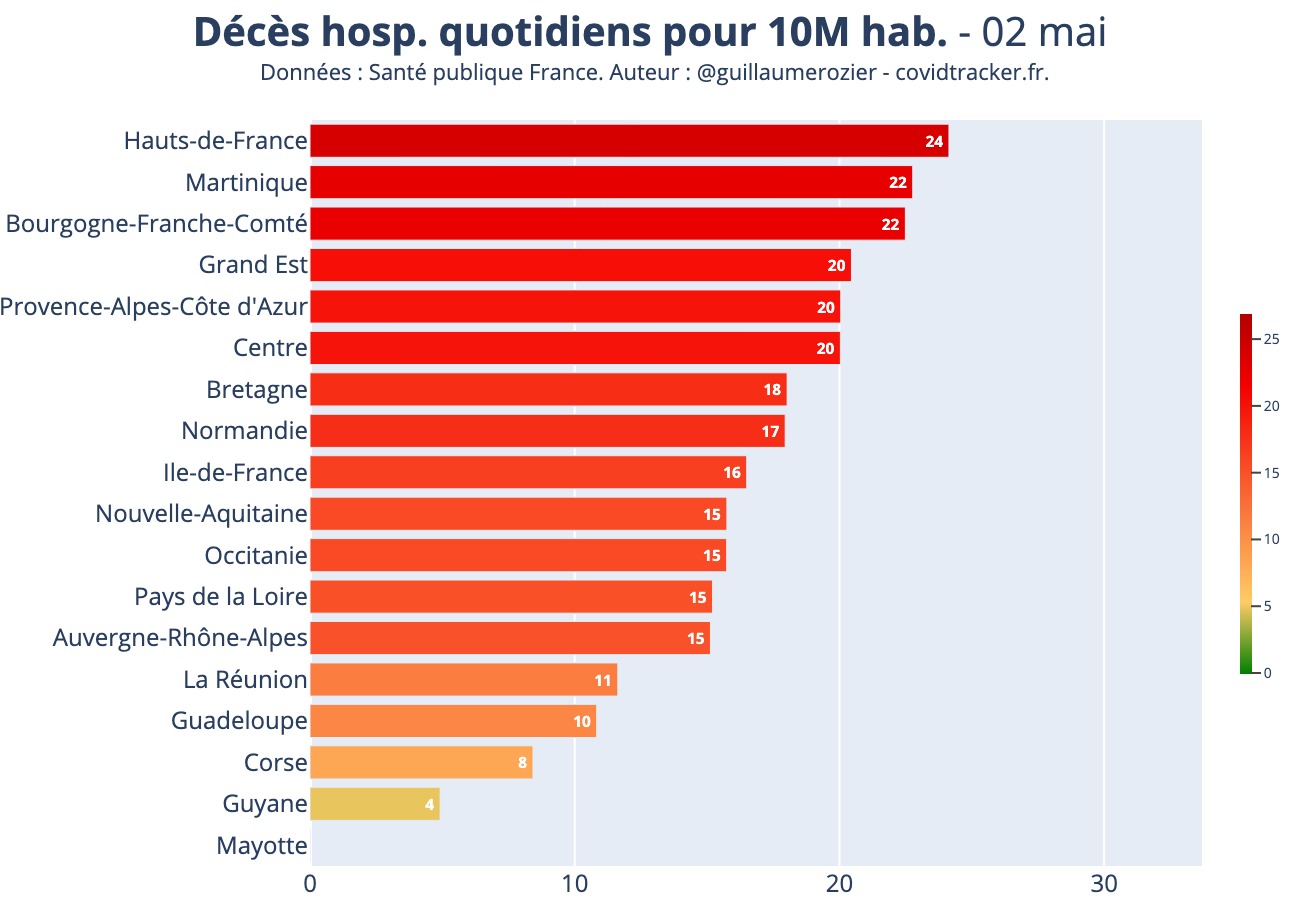 Décès hosp. quotidiens pour 10M hab. - 02 mai
Données : Santé publique France. Auteur : @guillaumerozier - covidtracker.fr.
Hauts-de-France 24
Martinique 22
Bourgogne-Franche-Comté 22
Grand Est 20
Provence-Alpes-Côte d'Azur 20
Centre 20
Bretagne 18
Normandie 17
Ile-de-France 16
Nouvelle-Aquitaine 15
Occitanie 15
Pays de la Loire 15
Auvergne-Rhône-Alpes 15
La Réunion 11
Guadeloupe 10
Corse 8
Guyane 4
Mayotte
0 10 20 30
25
20
15
10
5
0